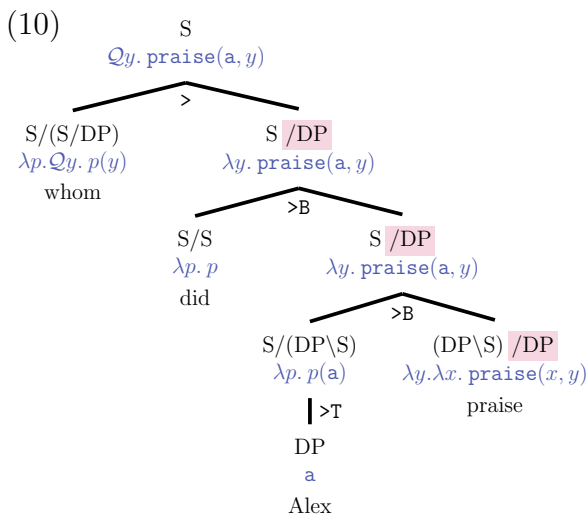 (10)
S
𝒬y. praise(a, y)
>
S/(S/DP) S /DP
λp.𝒬y. p(y) λy. praise(a, y)
whom
>B
S/S S /DP
λp. p λy. praise(a, y)
did
>B
S/(DP\S) (DP\S) /DP
λp. p(a) λy.λx. praise(x, y)
praise
>T
DP
a
Alex